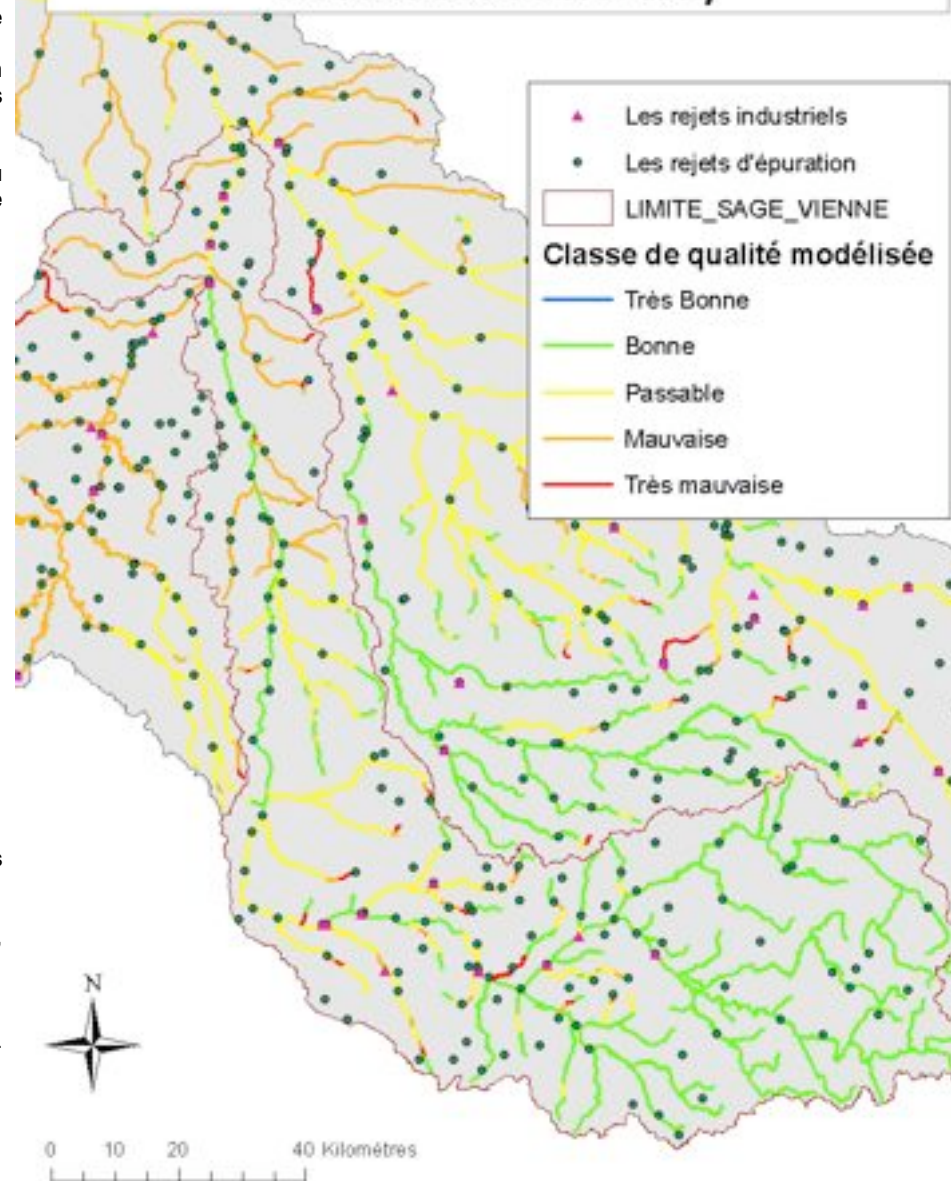 Les rejets industriels
Les rejets d'épuration
LIMITE_SAGE_VIENNE
Classe de qualité modélisée
Très Bonne
Bonne
Passable
Mauvaise
Très mauvaise
N
0 10 20 40 Kilomètres